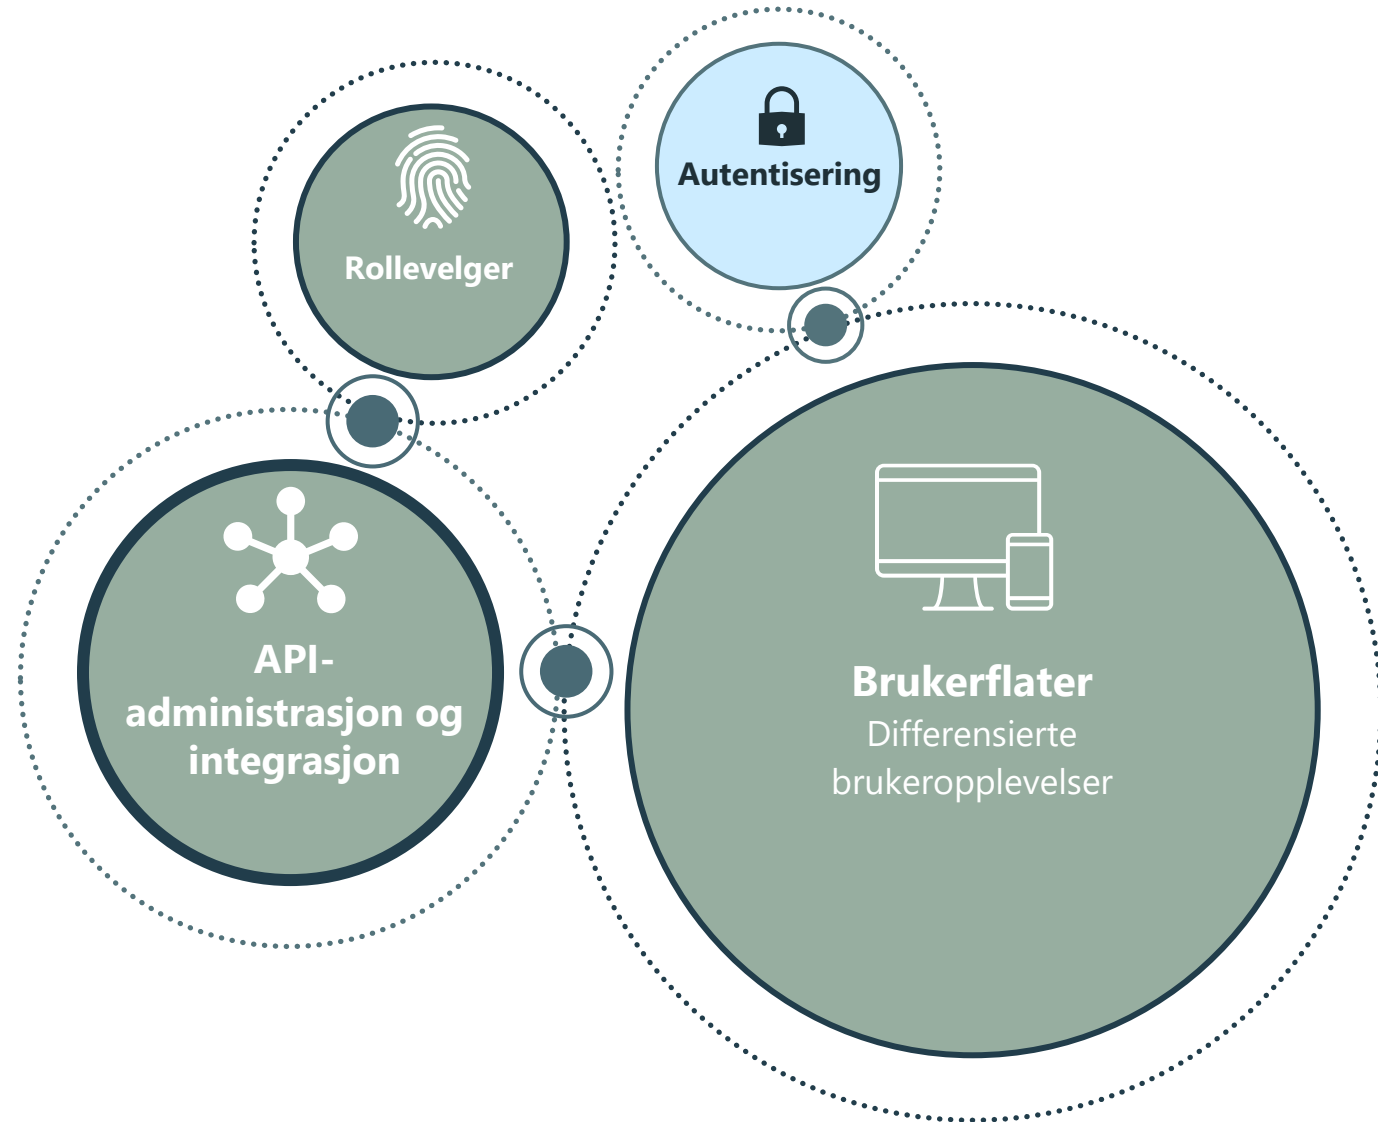 Autentisering
Rollevelger
API-
administrasjon og
integrasjon
Brukerflater
Differensierte
brukeropplevelser